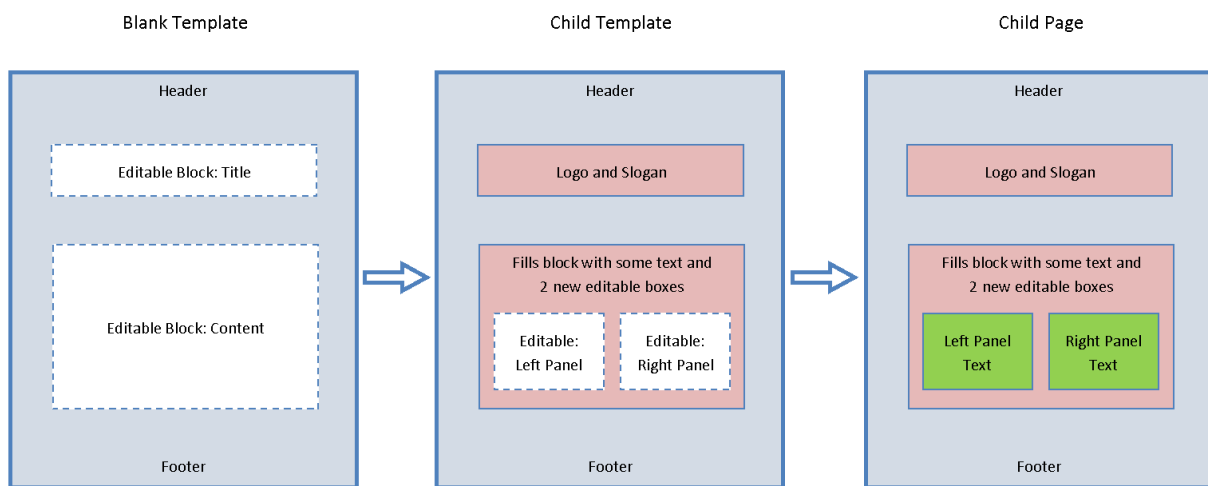 Blank Template
Child Template
Child Page
Header
Editable Block: Title
Editable Block: Content
Footer
Header
Logo and Slogan
Fills block with some text and
2 new editable boxes
Editable:
Left Panel
Editable:
Right Panel
Footer
Header
Logo and Slogan
Fills block with some text and
2 new editable boxes
Left Panel
Text
Right Panel
Text
Footer